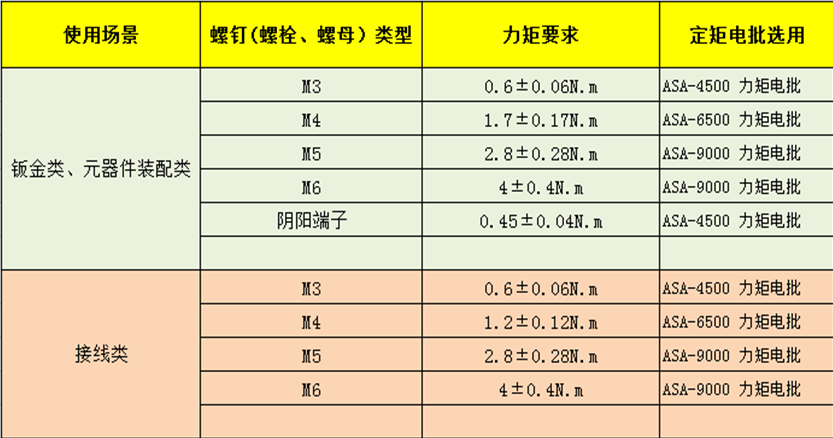 使用场景 螺钉(螺栓、螺母）类型 力矩要求 定矩电批选用
M3 0.6±0.06N.m ASA-4500 力矩电批
M4 1.7±0.17N.m ASA-6500 力矩电批
M5 2.8±0.28N.m ASA-9000 力矩电批
钣金类、元器件装配类
M6 4±0.4N.m ASA-9000 力矩电批
阴阳端子 0.45±0.04N.m ASA-4500 力矩电批
M3 0.6±0.06N.m ASA-4500 力矩电批
M4 1.2±0.12N.m ASA-6500 力矩电批
接线类
M5 2.8±0.28N.m ASA-9000 力矩电批
M6 4±0.4N.m ASA-9000 力矩电批